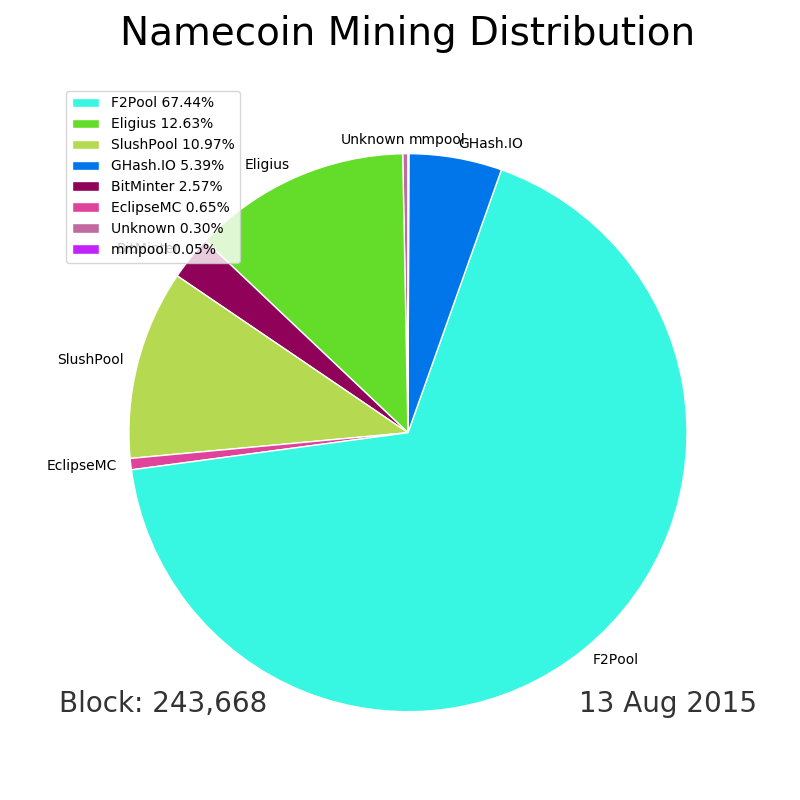 Namecoin Mining Distribution
F2Pool 67.44%
Eligius 12.63%
SlushPool 10.97%
GHash.IO 5.39%
BitMinter 2.57%
EclipseMC 0.65%
Unknown 0.30%
mmpool 0.05%
Unknown
mmpool
GHash.IO
Eligius
BitMinter
SlushPool
EclipseMC
F2Pool
Block: 243,668
13 Aug 2015